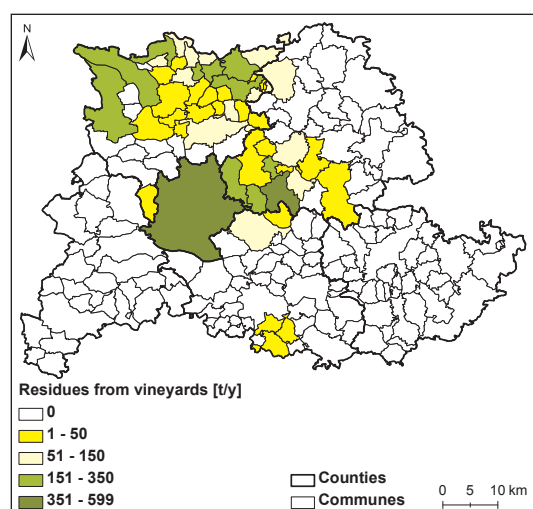 N
Residues from vineyards [t/y]
0
1 - 50
51 - 150
151 - 350
351 - 599
Counties
Communes
0 5 10 km